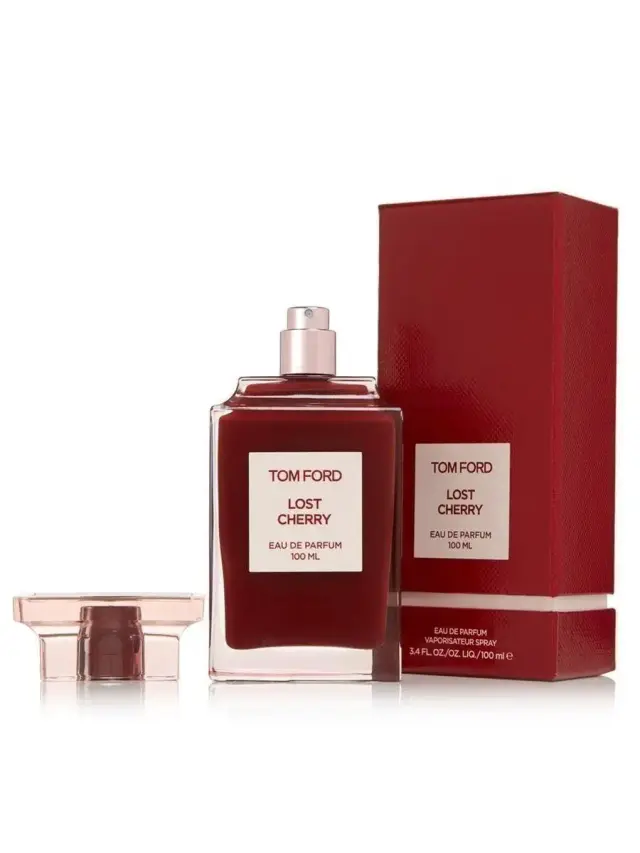 TOM FORD
LOST
CHERRY
EAU DE PARFUM
100 ML
TOM FORD
LOST
CHERRY
EAU DE PARFUM
100 ML
EAU DE PARFUM
VAPORISATEUR SPRAY
3.4 FL. OZ./OZ. LIQ./100 ml ℮